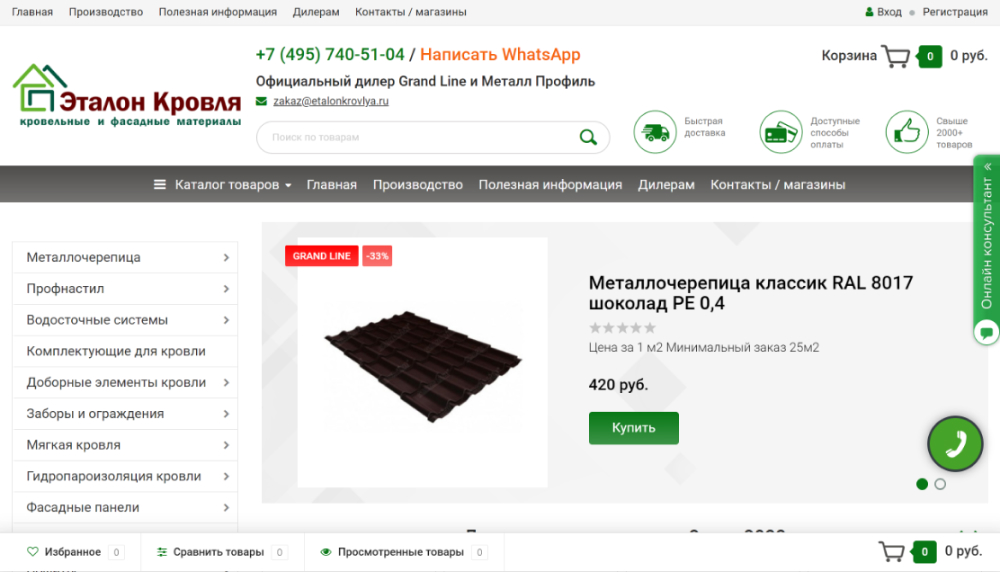 Главная Производство Полезная информация Дилерам Контакты / магазины Вход Регистрация
+7 (495) 740-51-04 / Написать WhatsApp
Корзина 0 0 руб.
Официальный дилер Grand Line и Металл Профиль
zakaz@etalonkrovlya.ru
Эталон Кровля
кровельные и фасадные материалы
Поиск по товарам
Быстрая
доставка
Доступные
способы
оплаты
Свыше
2000+
товаров
Каталог товаров Главная Производство Полезная информация Дилерам Контакты / магазины
Онлайн консультант
Металлочерепица
Профнастил
Водосточные системы
Комплектующие для кровли
Доборные элементы кровли
Заборы и ограждения
Мягкая кровля
Гидропароизоляция кровли
Фасадные панели
GRAND LINE -33%
Металлочерепица классик RAL 8017
шоколад PE 0,4
Цена за 1 м2 Минимальный заказ 25м2
420 руб.
Купить
Избранное 0 Сравнить товары 0 Просмотренные товары 0 0 0 руб.